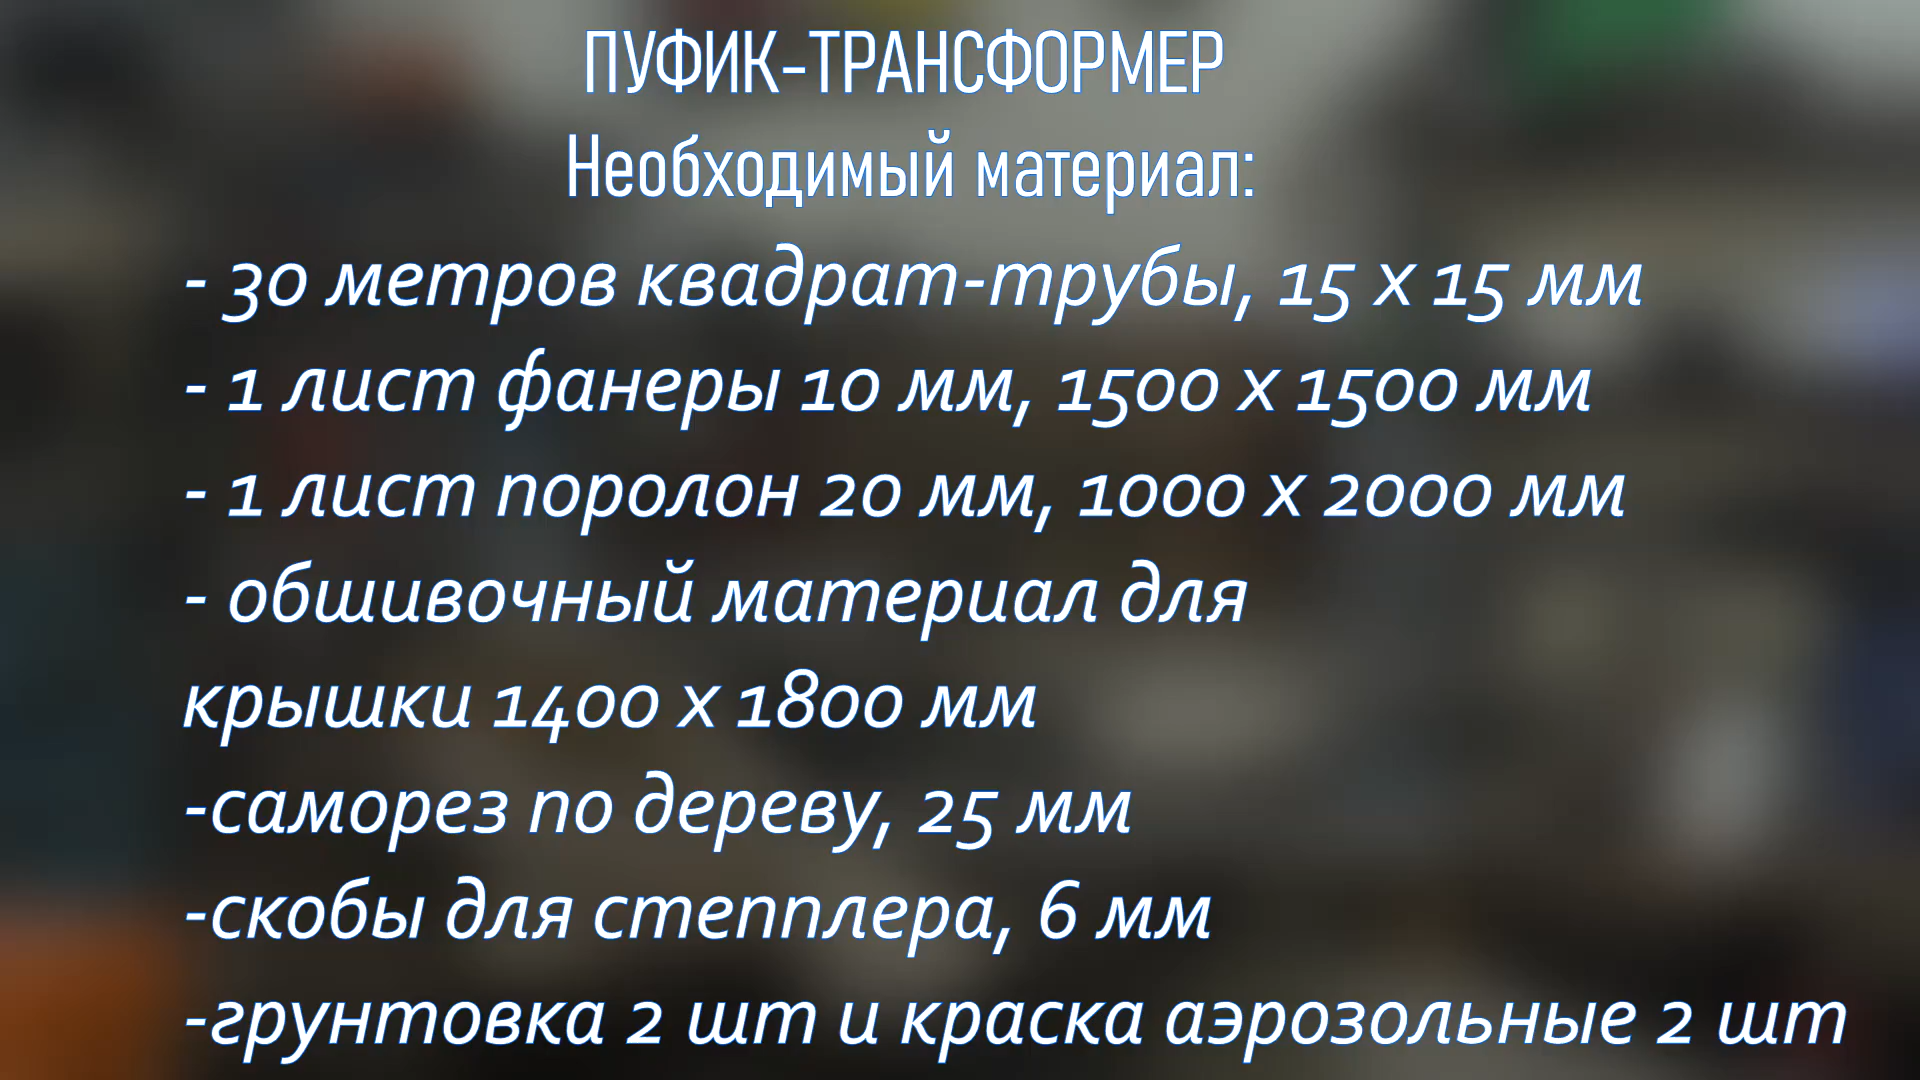 ПУФИК-ТРАНСФОРМЕР
Необходимый материал:
- 30 метров квадрат-трубы, 15 х 15 мм
- 1 лист фанеры 10 мм, 1500 х 1500 мм
- 1 лист поролон 20 мм, 1000 х 2000 мм
- обшивочный материал для
крышки 1400 х 1800 мм
-саморез по дереву, 25 мм
-скобы для степплера, 6 мм
-грунтовка 2 шт и краска аэрозольные 2 шт